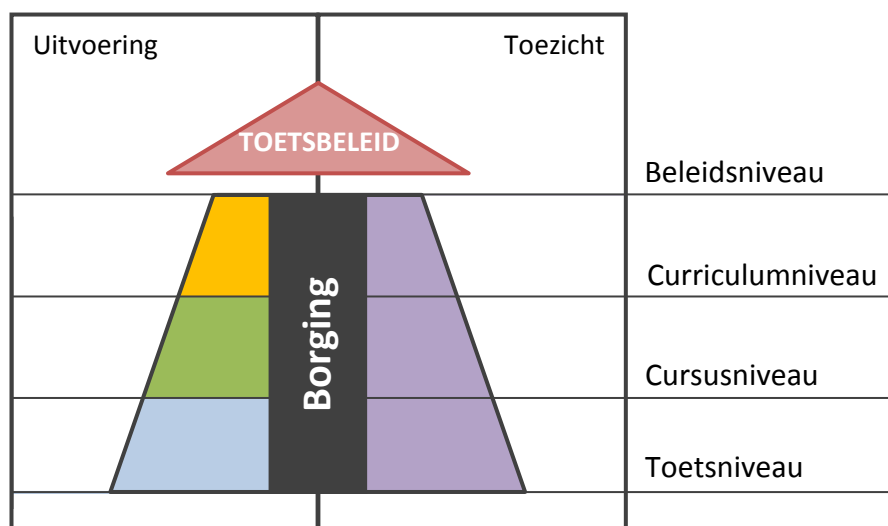 Uitvoering
Toezicht
TOETSBELEID
Beleidsniveau
Curriculumniveau
Borging
Cursusniveau
Toetsniveau